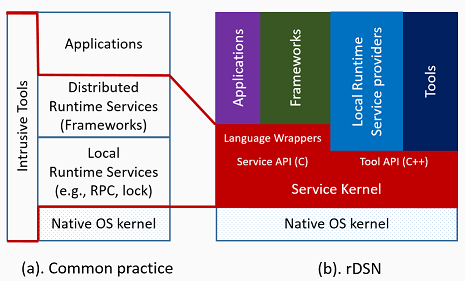 Intrusive Tools
Applications
Distributed
Runtime Services
(Frameworks)
Local
Runtime Services
(e.g., RPC, lock)
Native OS kernel
(a). Common practice
Applications
Frameworks
Local Runtime
Service providers
Tools
Language Wrappers
Service API (C)
Tool API (C++)
Service Kernel
Native OS kernel
(b). rDSN